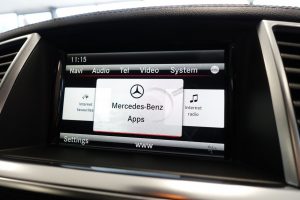 11:15
Navi Audio Tel Video System
Internet favourites
Mercedes-Benz
Apps
Internet radio
Settings
www